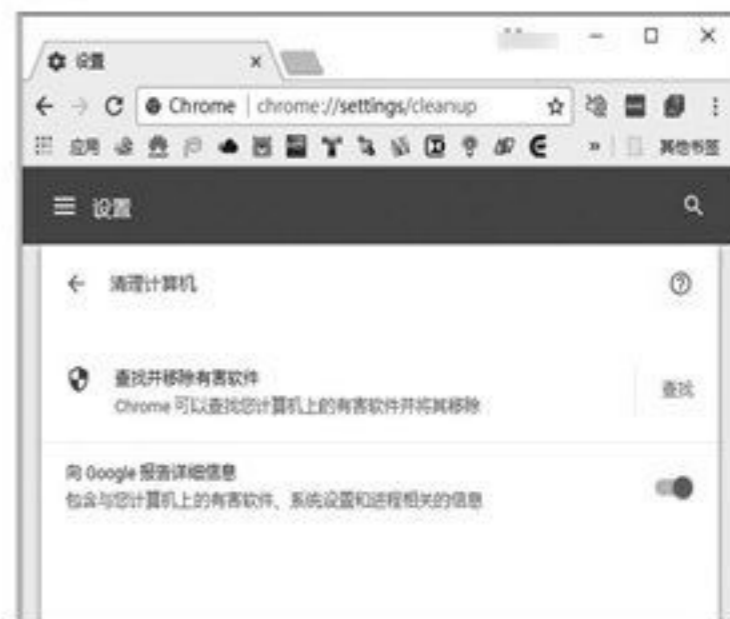 设置
Chrome | chrome://settings/cleanup
应用 » 其他书签
设置
清理计算机
查找并移除有害软件
Chrome 可以查找您计算机上的有害软件并将其移除
查找
向 Google 报告详细信息
包含与您计算机上的有害软件、系统设置和进程相关的信息